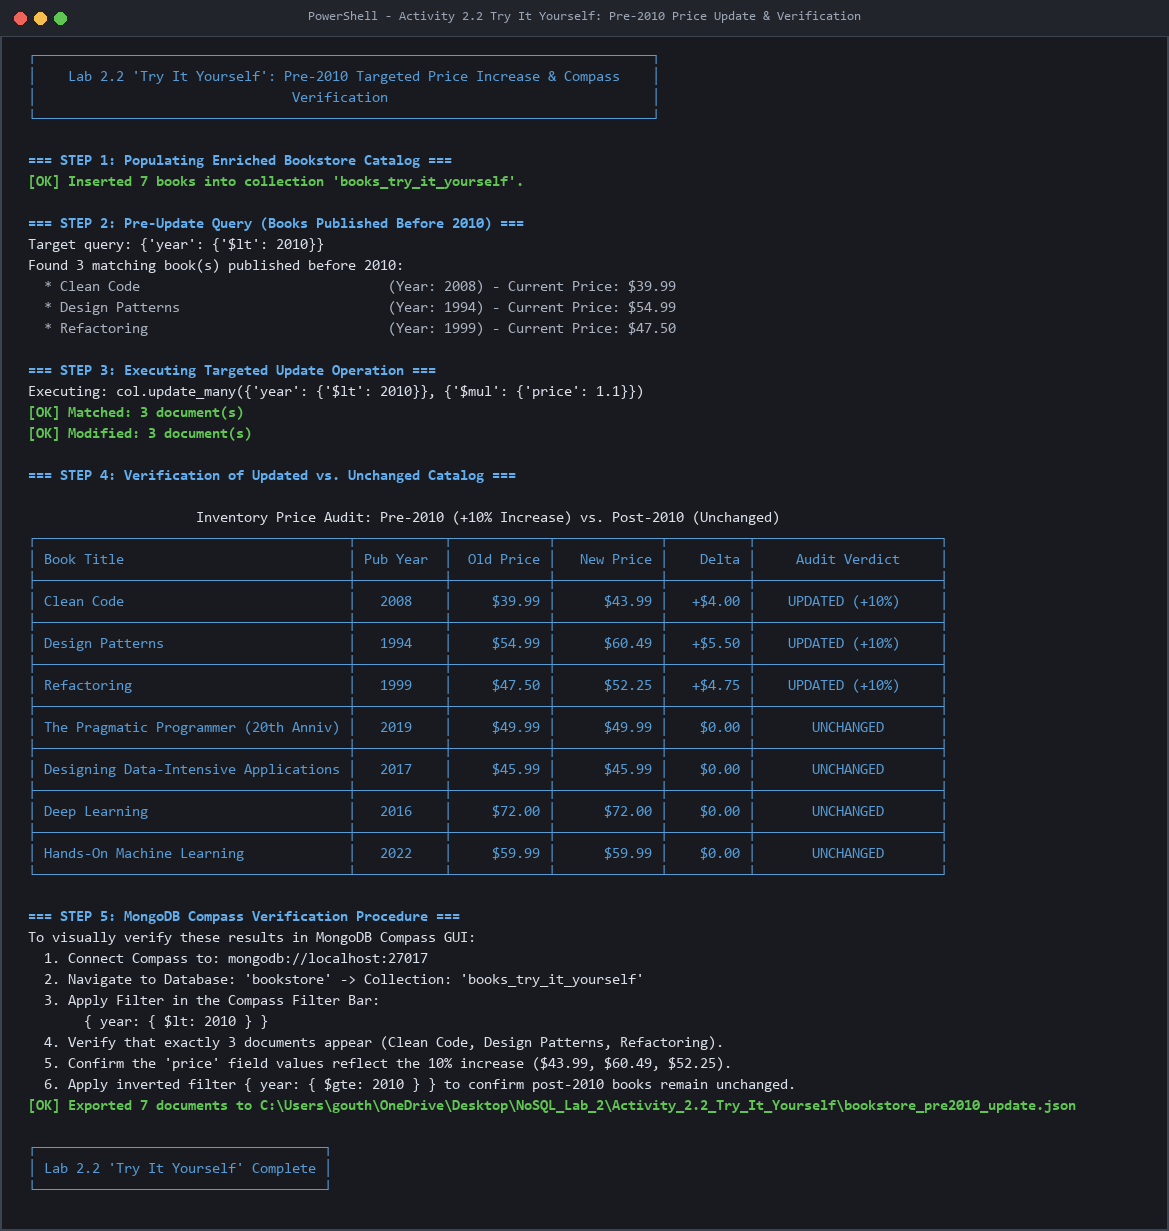 PowerShell - Activity 2.2 Try It Yourself: Pre-2010 Price Update & Verification
Lab 2.2 'Try It Yourself': Pre-2010 Targeted Price Increase & Compass
Verification
=== STEP 1: Populating Enriched Bookstore Catalog ===
[OK] Inserted 7 books into collection 'books_try_it_yourself'.
=== STEP 2: Pre-Update Query (Books Published Before 2010) ===
Target query: {'year': {'$lt': 2010}}
Found 3 matching book(s) published before 2010:
* Clean Code (Year: 2008) - Current Price: $39.99
* Design Patterns (Year: 1994) - Current Price: $54.99
* Refactoring (Year: 1999) - Current Price: $47.50
=== STEP 3: Executing Targeted Update Operation ===
Executing: col.update_many({'year': {'$lt': 2010}}, {'$mul': {'price': 1.1}})
[OK] Matched: 3 document(s)
[OK] Modified: 3 document(s)
=== STEP 4: Verification of Updated vs. Unchanged Catalog ===
Inventory Price Audit: Pre-2010 (+10% Increase) vs. Post-2010 (Unchanged)
Book Title Pub Year Old Price New Price Delta Audit Verdict
Clean Code 2008 $39.99 $43.99 +$4.00 UPDATED (+10%)
Design Patterns 1994 $54.99 $60.49 +$5.50 UPDATED (+10%)
Refactoring 1999 $47.50 $52.25 +$4.75 UPDATED (+10%)
The Pragmatic Programmer (20th Anniv) 2019 $49.99 $49.99 $0.00 UNCHANGED
Designing Data-Intensive Applications 2017 $45.99 $45.99 $0.00 UNCHANGED
Deep Learning 2016 $72.00 $72.00 $0.00 UNCHANGED
Hands-On Machine Learning 2022 $59.99 $59.99 $0.00 UNCHANGED
=== STEP 5: MongoDB Compass Verification Procedure ===
To visually verify these results in MongoDB Compass GUI:
1. Connect Compass to: mongodb://localhost:27017
2. Navigate to Database: 'bookstore' -> Collection: 'books_try_it_yourself'
3. Apply Filter in the Compass Filter Bar:
{ year: { $lt: 2010 } }
4. Verify that exactly 3 documents appear (Clean Code, Design Patterns, Refactoring).
5. Confirm the 'price' field values reflect the 10% increase ($43.99, $60.49, $52.25).
6. Apply inverted filter { year: { $gte: 2010 } } to confirm post-2010 books remain unchanged.
[OK] Exported 7 documents to C:\Users\gouth\OneDrive\Desktop\NoSQL_Lab_2\Activity_2.2_Try_It_Yourself\bookstore_pre2010_update.json
Lab 2.2 'Try It Yourself' Complete